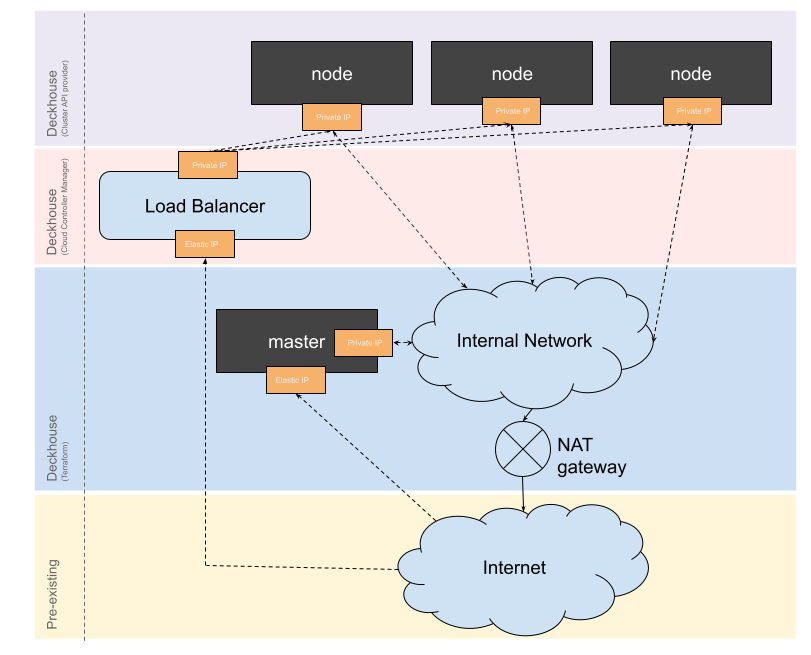 Deckhouse
(Cluster API provider)
node
node
node
Private IP
Private IP
Private IP
Deckhouse
(Cloud Controller Manager)
Private IP
Load Balancer
Elastic IP
Deckhouse
(Terraform)
master
Private IP
Elastic IP
Internal Network
NAT
gateway
Pre-existing
Internet